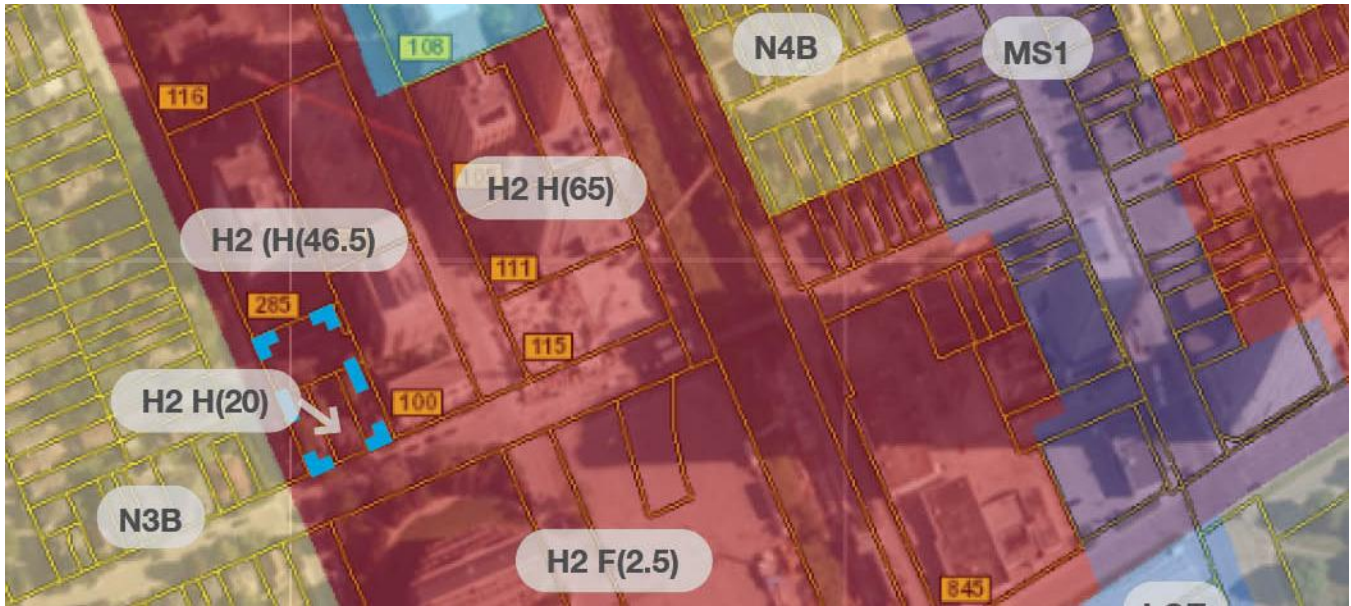 108
N4B
MS1
116
H2 H(65)
H2 (H(46.5)
111
285
115
H2 H(20)
100
N3B
H2 F(2.5)
845